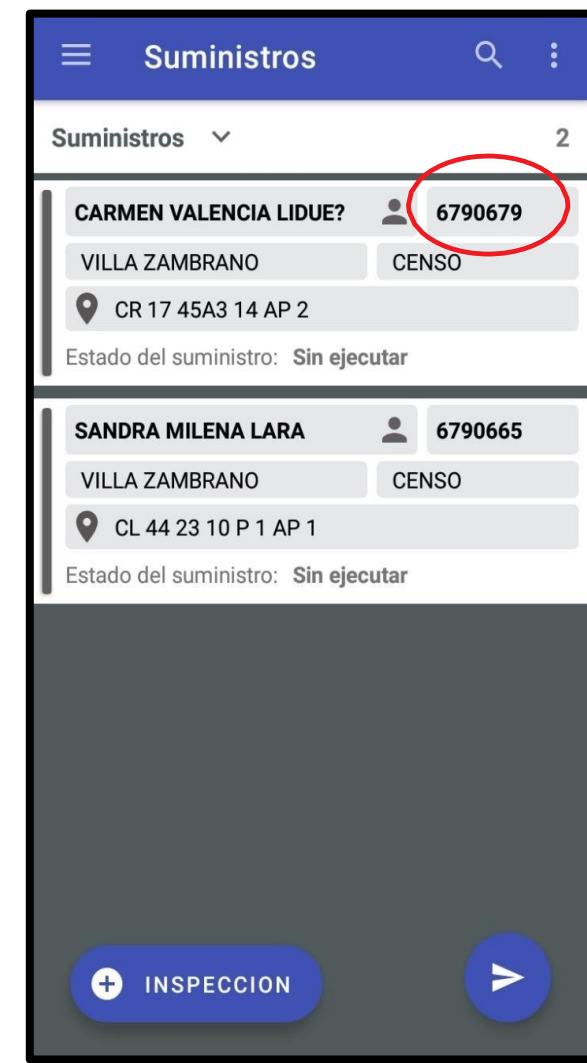 Suministros
Suministros 2
CARMEN VALENCIA LIDUE? 6790679
VILLA ZAMBRANO CENSO
CR 17 45A3 14 AP 2
Estado del suministro: Sin ejecutar
SANDRA MILENA LARA 6790665
VILLA ZAMBRANO CENSO
CL 44 23 10 P 1 AP 1
Estado del suministro: Sin ejecutar
INSPECCION